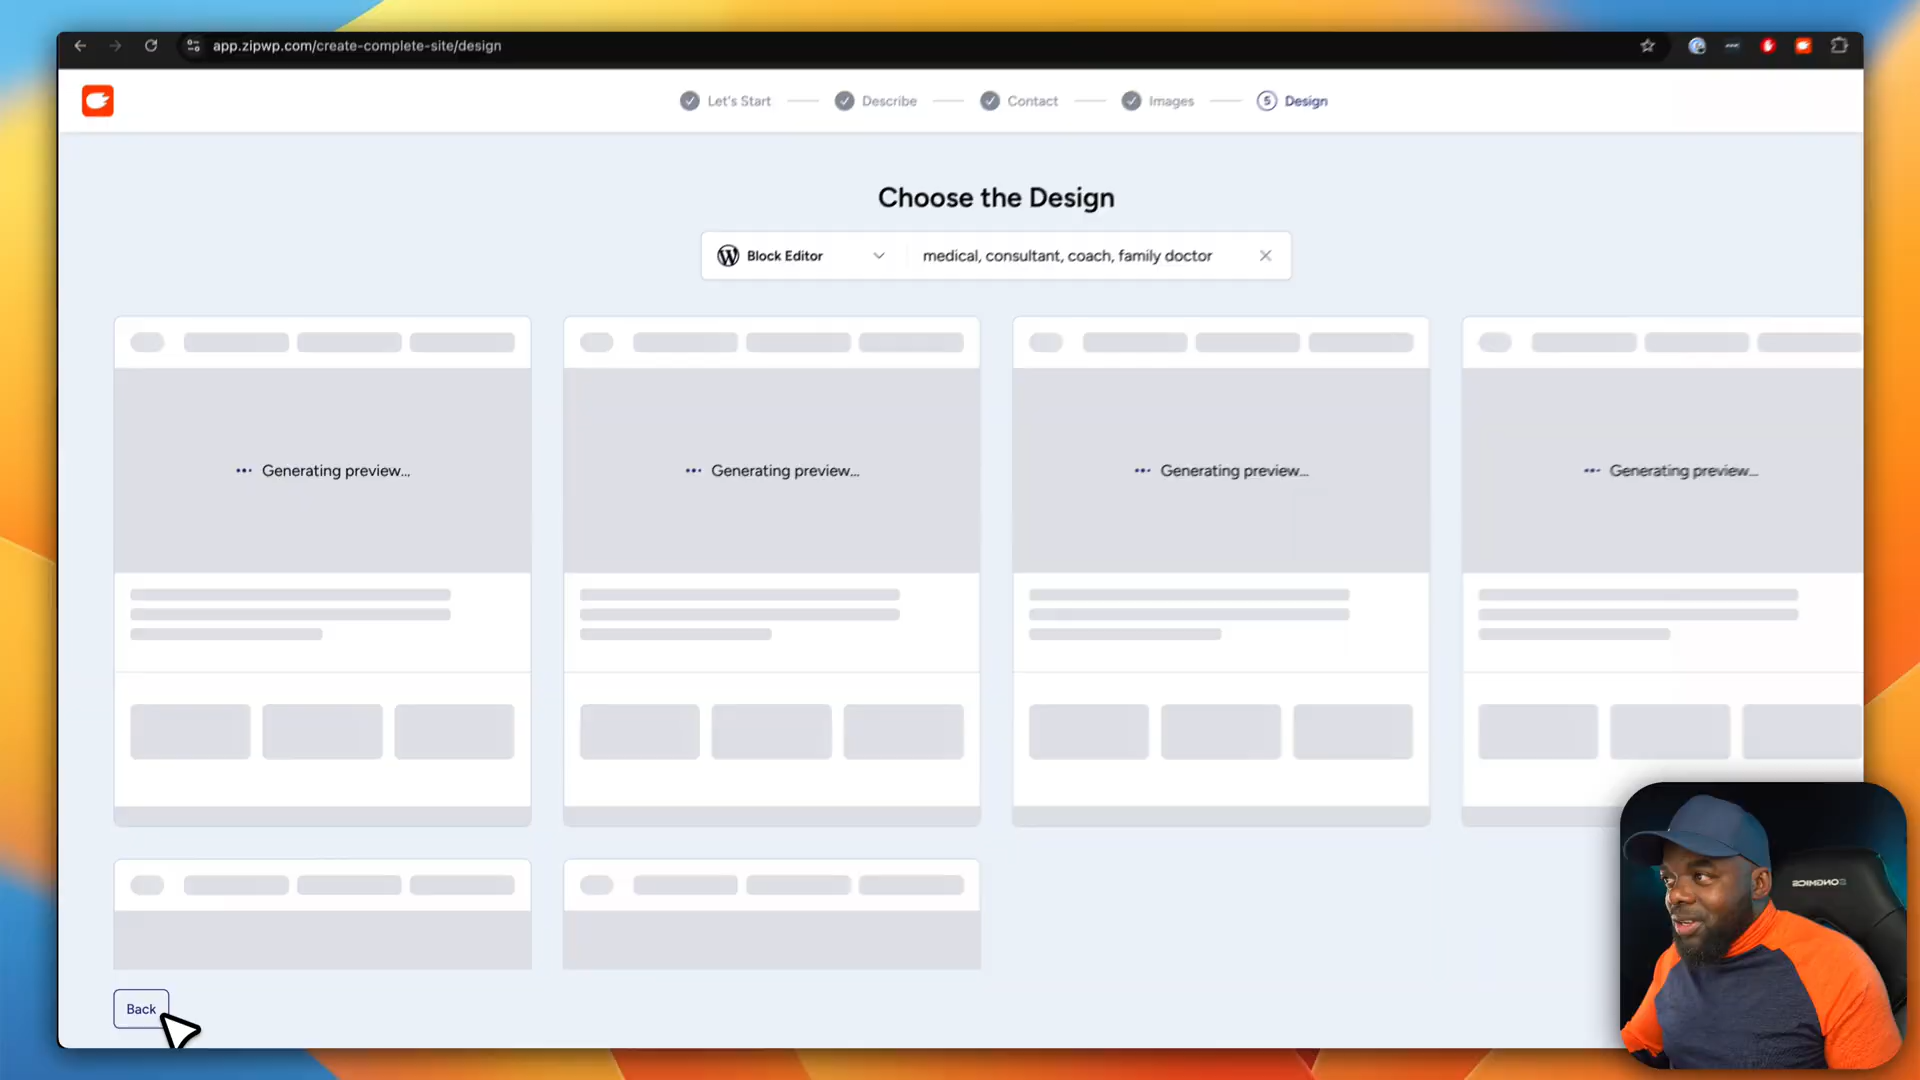 app.zipwp.com/create-complete-site/design
Let's Start
Describe
Contact
Images
5 Design
Choose the Design
Block Editor
medical, consultant, coach, family doctor
Generating preview...
Generating preview...
Generating preview...
Generating preview...
Back